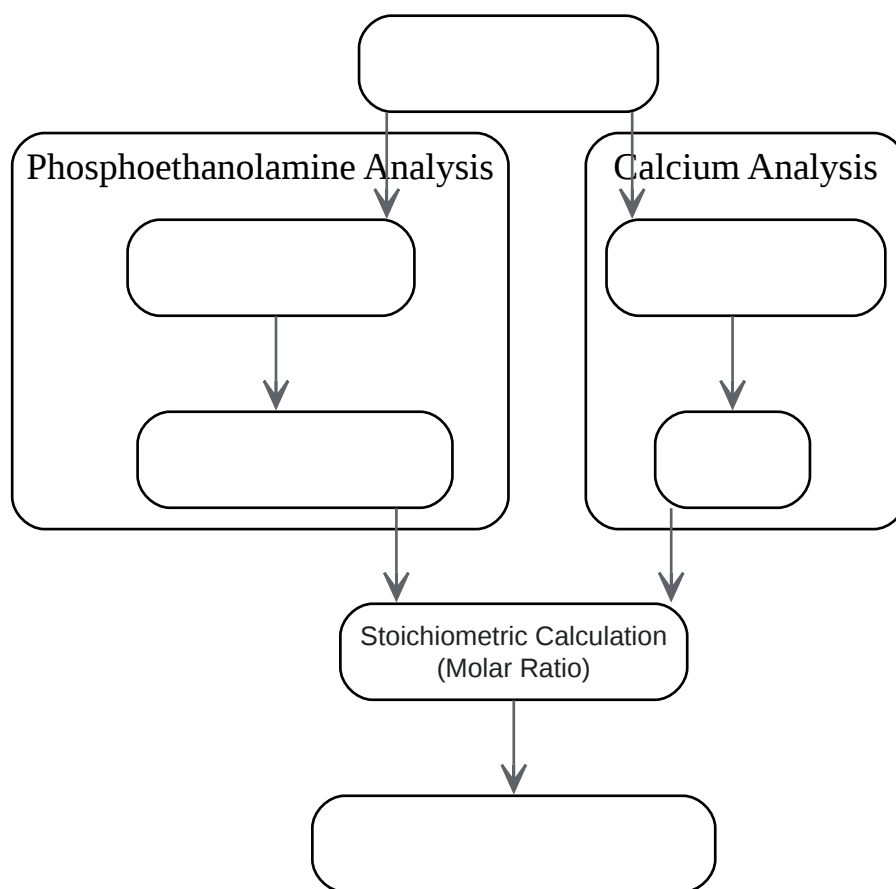 Phosphoethanolamine Analysis
Calcium Analysis
Stoichiometric Calculation
(Molar Ratio)